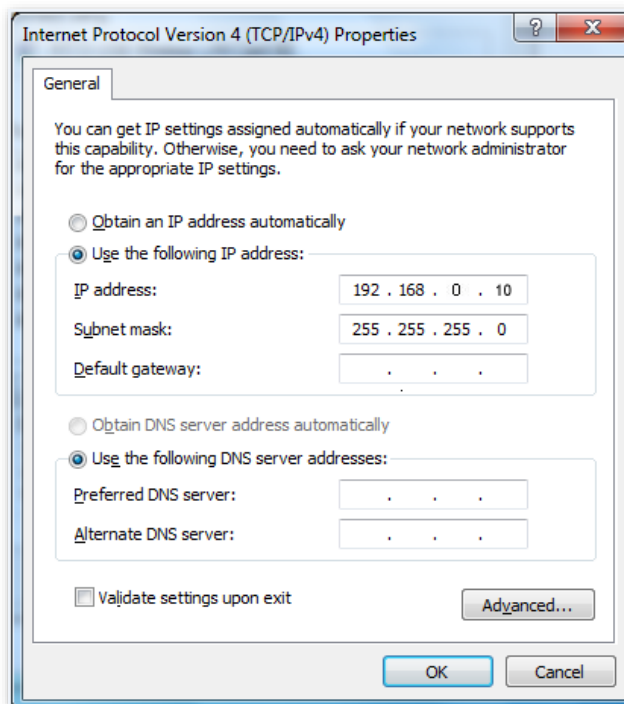 Internet Protocol Version 4 (TCP/IPv4) Properties
General
You can get IP settings assigned automatically if your network supports
this capability. Otherwise, you need to ask your network administrator
for the appropriate IP settings.
Obtain an IP address automatically
Use the following IP address:
IP address: 192 . 168 . 0 . 10
Subnet mask: 255 . 255 . 255 . 0
Default gateway: . . .
Obtain DNS server address automatically
Use the following DNS server addresses:
Preferred DNS server: . . .
Alternate DNS server: . . .
Validate settings upon exit
Advanced...
OK Cancel